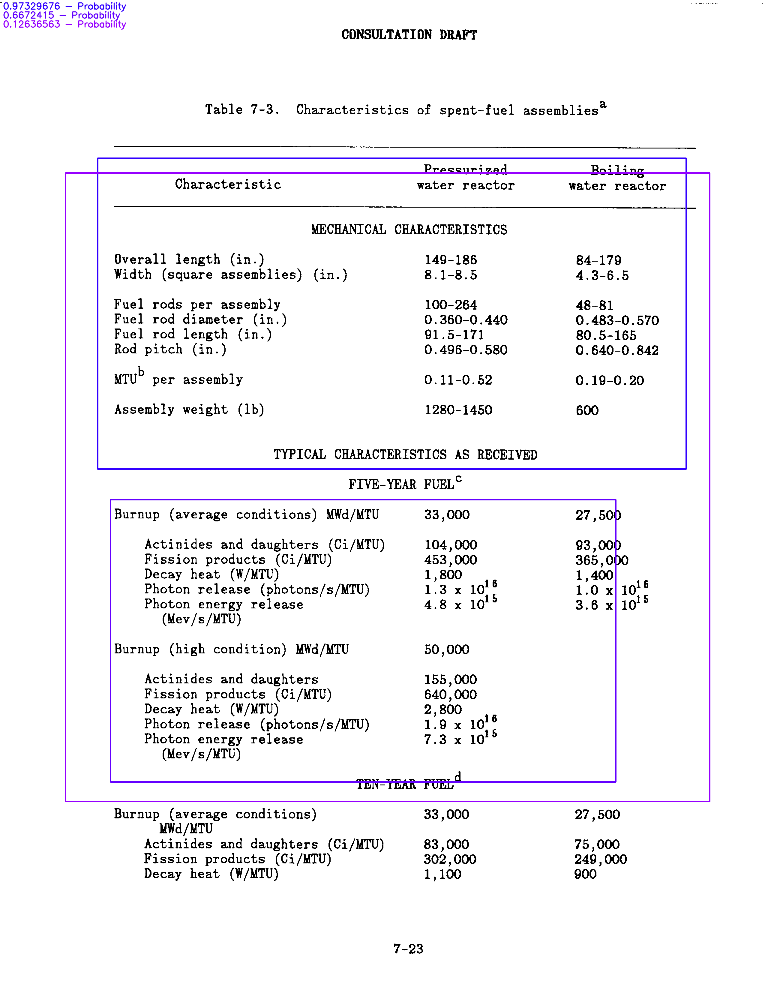 0.97329676 — Probability
0.6672415 — Probability
0.12636563 — Probability
CONSULTATION DRAFT
Table 7-3. Characteristics of spent-fuel assemblies^a
Characteristic Pressurized water reactor Boiling water reactor
MECHANICAL CHARACTERISTICS
Overall length (in.) 149-186 84-179
Width (square assemblies) (in.) 8.1-8.5 4.3-6.5
Fuel rods per assembly 100-264 48-81
Fuel rod diameter (in.) 0.360-0.440 0.483-0.570
Fuel rod length (in.) 91.5-171 80.5-165
Rod pitch (in.) 0.496-0.580 0.640-0.842
MTU^b per assembly 0.11-0.52 0.19-0.20
Assembly weight (lb) 1280-1450 600
TYPICAL CHARACTERISTICS AS RECEIVED
FIVE-YEAR FUEL^c
Burnup (average conditions) MWd/MTU 33,000 27,500
Actinides and daughters (Ci/MTU) 104,000 93,000
Fission products (Ci/MTU) 453,000 365,000
Decay heat (W/MTU) 1,800 1,400
Photon release (photons/s/MTU) 1.3 x 10^16 1.0 x 10^16
Photon energy release 4.8 x 10^15 3.6 x 10^15
(Mev/s/MTU)
Burnup (high condition) MWd/MTU 50,000
Actinides and daughters 155,000
Fission products (Ci/MTU) 640,000
Decay heat (W/MTU) 2,800
Photon release (photons/s/MTU) 1.9 x 10^16
Photon energy release 7.3 x 10^15
(Mev/s/MTU)
TEN-YEAR FUEL^d
Burnup (average conditions) 33,000 27,500
MWd/MTU
Actinides and daughters (Ci/MTU) 83,000 75,000
Fission products (Ci/MTU) 302,000 249,000
Decay heat (W/MTU) 1,100 900
7-23